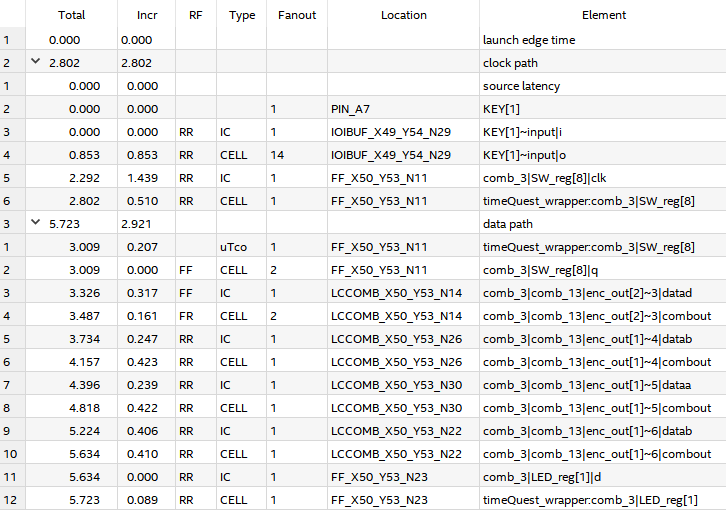 Total Incr RF Type Fanout Location Element
1 0.000 0.000 launch edge time
2 2.802 2.802 clock path
1 0.000 0.000 source latency
2 0.000 0.000 1 PIN_A7 KEY[1]
3 0.000 0.000 RR IC 1 IOIBUF_X49_Y54_N29 KEY[1]~input|i
4 0.853 0.853 RR CELL 14 IOIBUF_X49_Y54_N29 KEY[1]~input|o
5 2.292 1.439 RR IC 1 FF_X50_Y53_N11 comb_3|SW_reg[8]|clk
6 2.802 0.510 RR CELL 1 FF_X50_Y53_N11 timeQuest_wrapper:comb_3|SW_reg[8]
3 5.723 2.921 data path
1 3.009 0.207 uTco 1 FF_X50_Y53_N11 timeQuest_wrapper:comb_3|SW_reg[8]
2 3.009 0.000 FF CELL 2 FF_X50_Y53_N11 comb_3|SW_reg[8]|q
3 3.326 0.317 FF IC 1 LCCOMB_X50_Y53_N14 comb_3|comb_13|enc_out[2]~3|datad
4 3.487 0.161 FR CELL 2 LCCOMB_X50_Y53_N14 comb_3|comb_13|enc_out[2]~3|combout
5 3.734 0.247 RR IC 1 LCCOMB_X50_Y53_N26 comb_3|comb_13|enc_out[1]~4|datab
6 4.157 0.423 RR CELL 1 LCCOMB_X50_Y53_N26 comb_3|comb_13|enc_out[1]~4|combout
7 4.396 0.239 RR IC 1 LCCOMB_X50_Y53_N30 comb_3|comb_13|enc_out[1]~5|dataa
8 4.818 0.422 RR CELL 1 LCCOMB_X50_Y53_N30 comb_3|comb_13|enc_out[1]~5|combout
9 5.224 0.406 RR IC 1 LCCOMB_X50_Y53_N22 comb_3|comb_13|enc_out[1]~6|datab
10 5.634 0.410 RR CELL 1 LCCOMB_X50_Y53_N22 comb_3|comb_13|enc_out[1]~6|combout
11 5.634 0.000 RR IC 1 FF_X50_Y53_N23 comb_3|LED_reg[1]|d
12 5.723 0.089 RR CELL 1 FF_X50_Y53_N23 timeQuest_wrapper:comb_3|LED_reg[1]